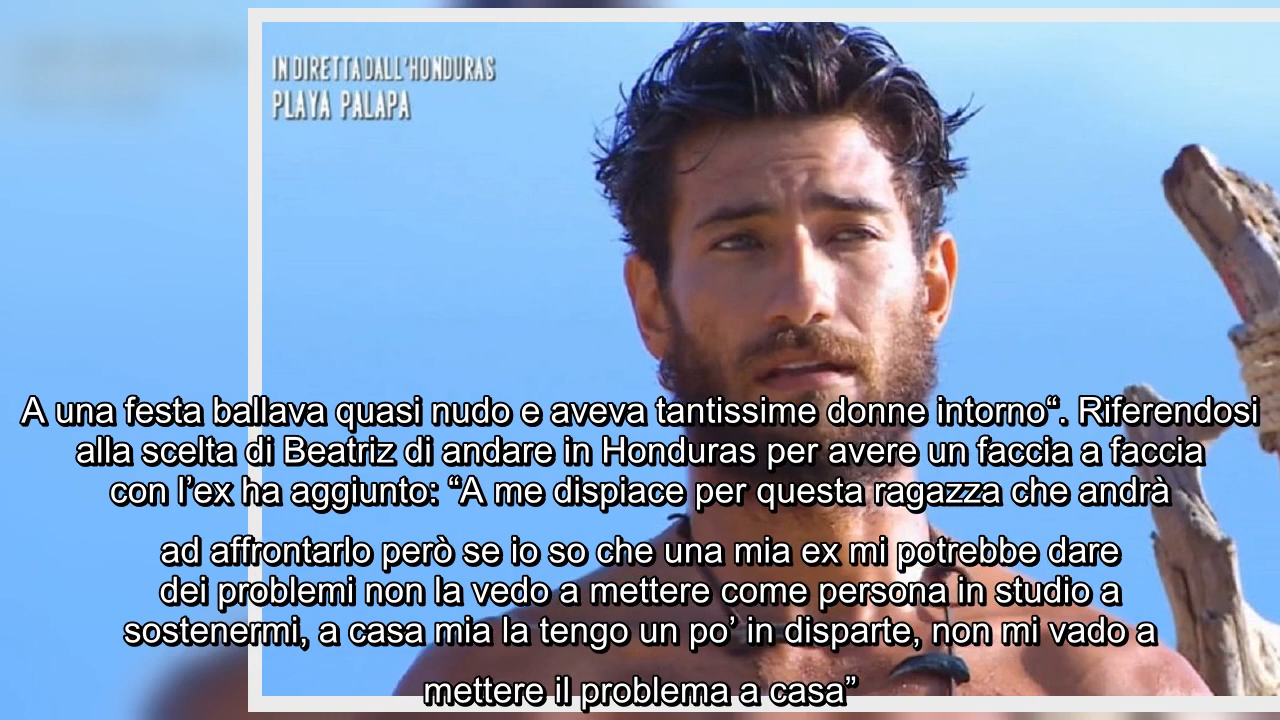 IN DIRETTA DALL'HONDURAS
PLAYA PALAPA
A una festa ballava quasi nudo e aveva tantissime donne intorno“. Riferendosi
alla scelta di Beatriz di andare in Honduras per avere un faccia a faccia
con l’ex ha aggiunto: “A me dispiace per questa ragazza che andrà
ad affrontarlo però se io so che una mia ex mi potrebbe dare
dei problemi non la vedo a mettere come persona in studio a
sostenermi, a casa mia la tengo un po’ in disparte, non mi vado a
mettere il problema a casa”